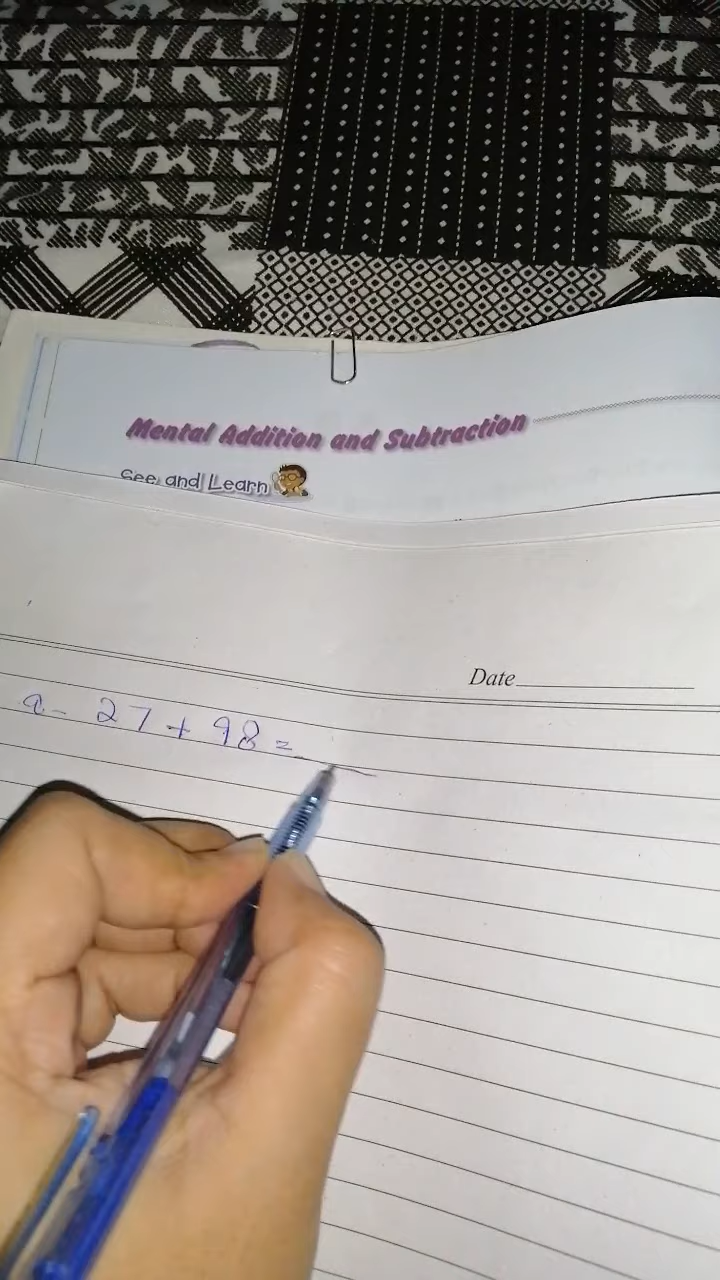 Mental Addition and Subtraction
See and Learn
Date
a- 27 + 98 =